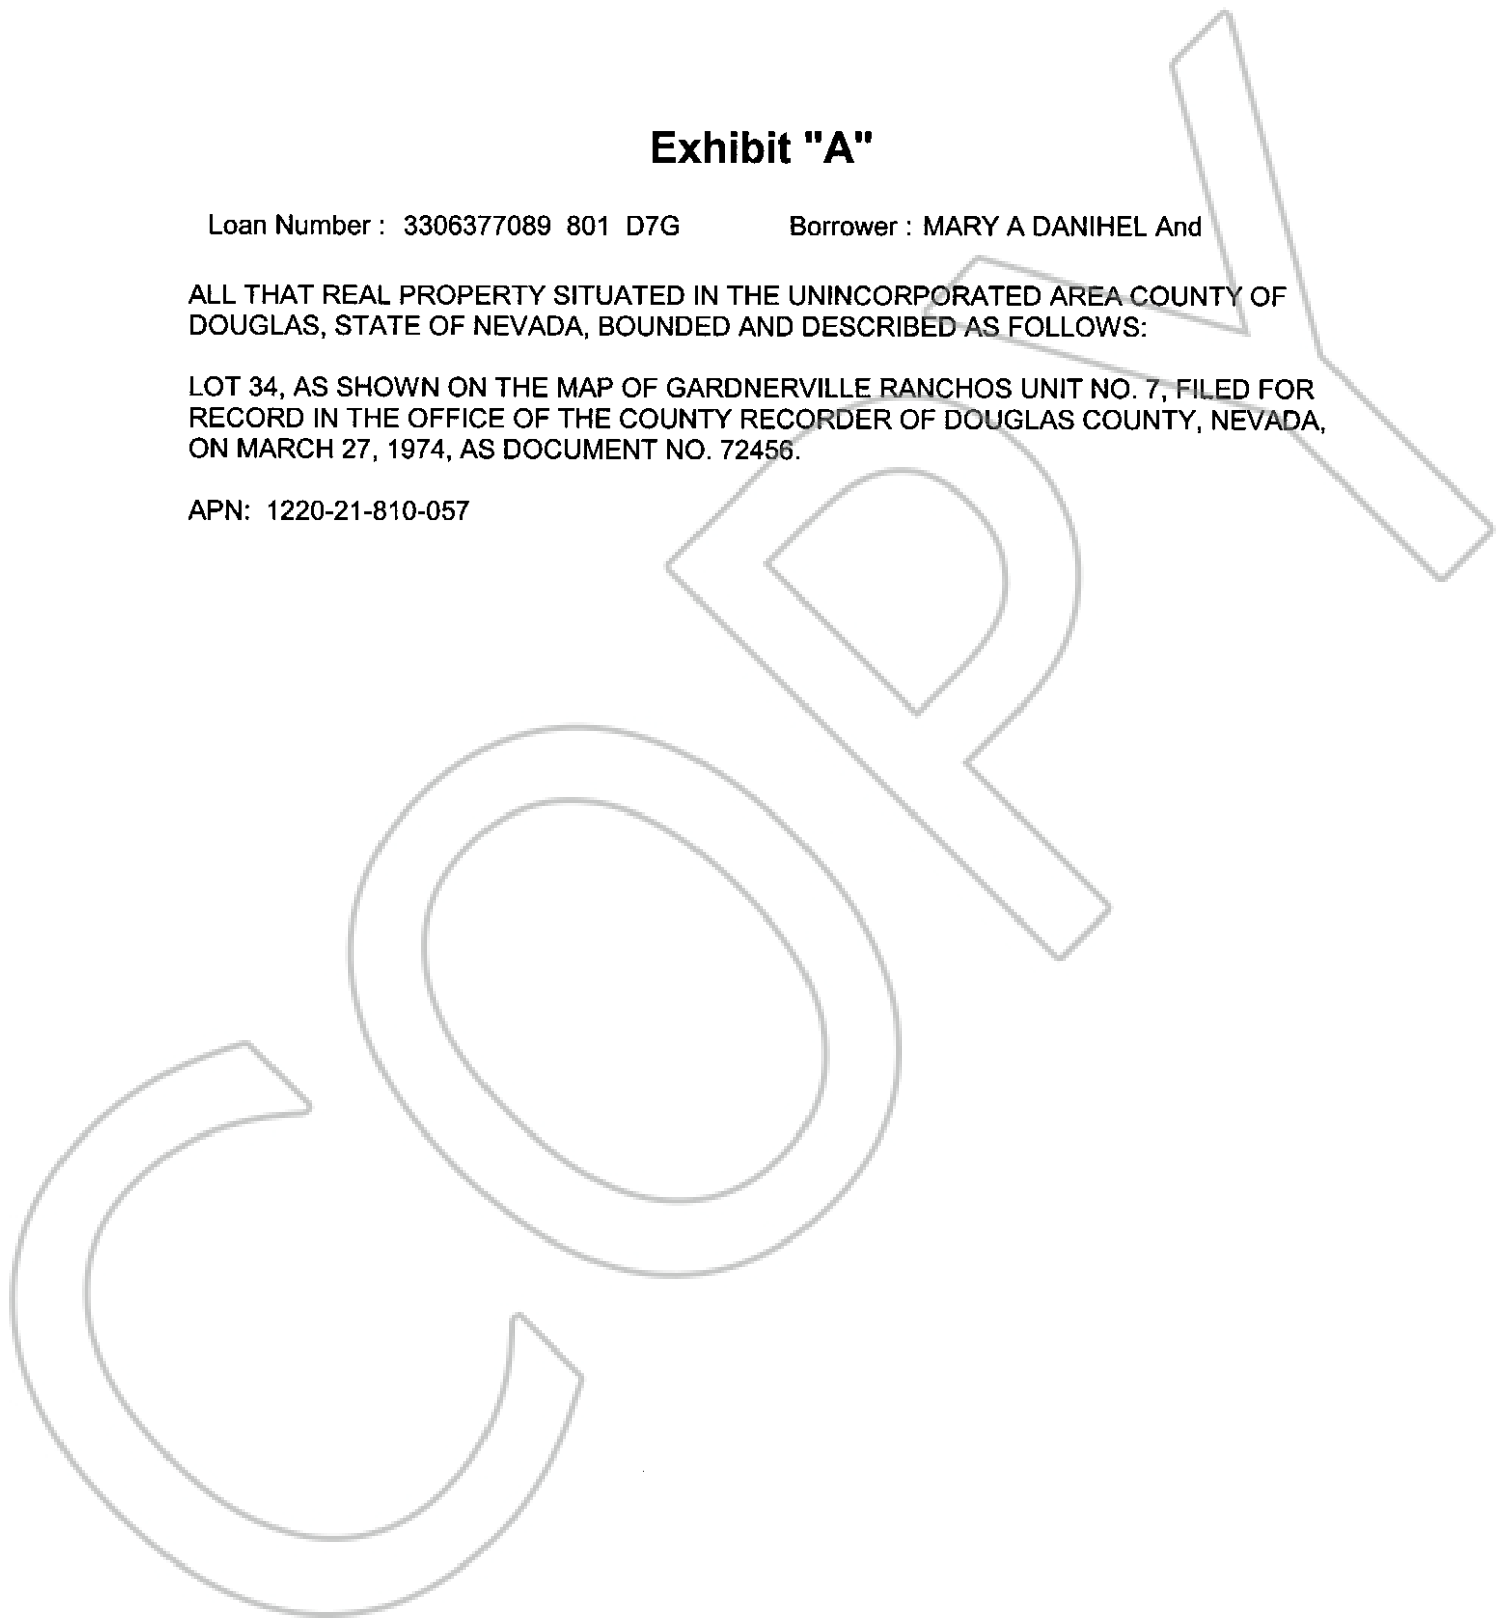 Exhibit "A"
Loan Number : 3306377089 801 D7G Borrower : MARY A DANIHEL And
ALL THAT REAL PROPERTY SITUATED IN THE UNINCORPORATED AREA COUNTY OF
DOUGLAS, STATE OF NEVADA, BOUNDED AND DESCRIBED AS FOLLOWS:
LOT 34, AS SHOWN ON THE MAP OF GARDNERVILLE RANCHOS UNIT NO. 7, FILED FOR
RECORD IN THE OFFICE OF THE COUNTY RECORDER OF DOUGLAS COUNTY, NEVADA,
ON MARCH 27, 1974, AS DOCUMENT NO. 72456.
APN: 1220-21-810-057
COPY